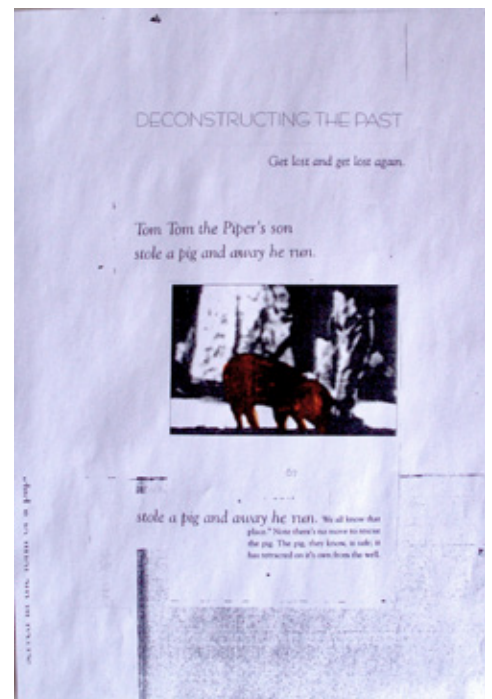 DECONSTRUCTING THE PAST
Get lost and get lost again.
Tom Tom the Piper's son
stole a pig and away he run.
stole a pig and away he run. We all know that
place." Note there's no move to rescue
the pig. The pig, they know, is safe; it
has retracted on it's own from the well.